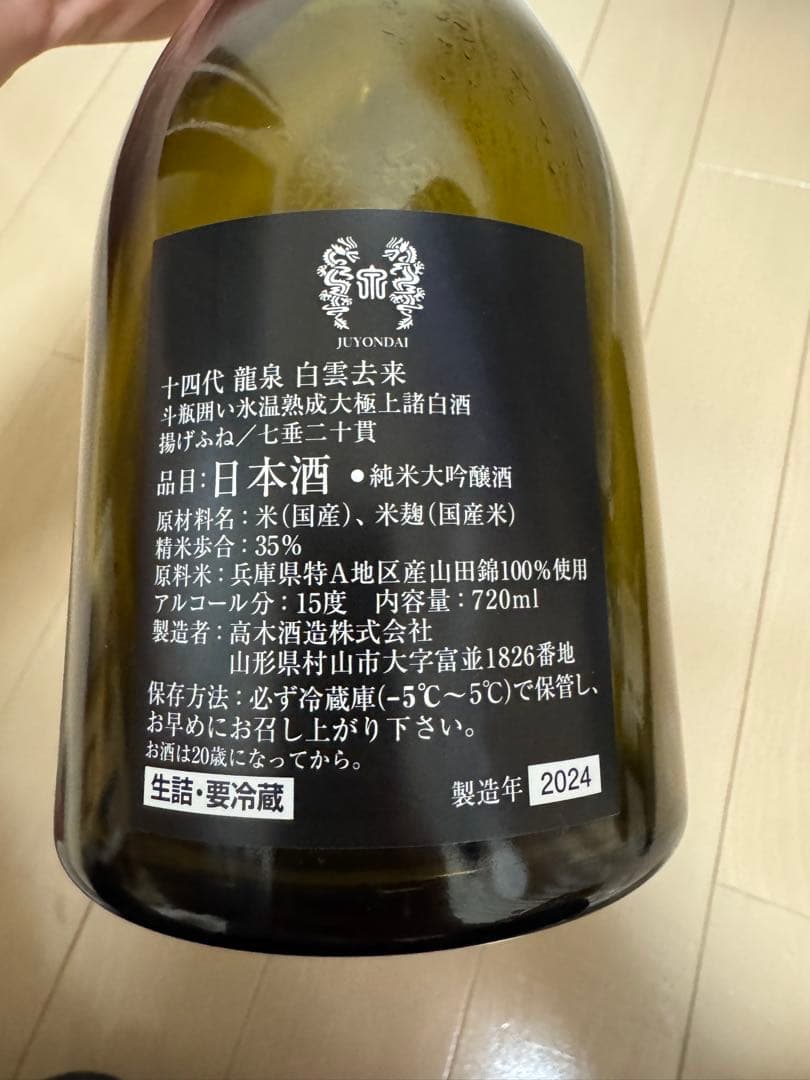 JUYONDAI
十四代 龍泉 白雲去来
斗瓶囲い氷温熟成大極上諸白酒
揚げふね／七垂二十貫
品目：日本酒 ●純米大吟醸酒
原材料名：米（国産）、米麹（国産米）
精米歩合：35％
原料米：兵庫県特A地区産山田錦100％使用
アルコール分：15度 内容量：720ml
製造者：高木酒造株式会社
山形県村山市大字富並1826番地
保存方法：必ず冷蔵庫(−5℃〜5℃)で保管し、
お早めにお召し上がり下さい。
お酒は20歳になってから。
生詰・要冷蔵 製造年 2024